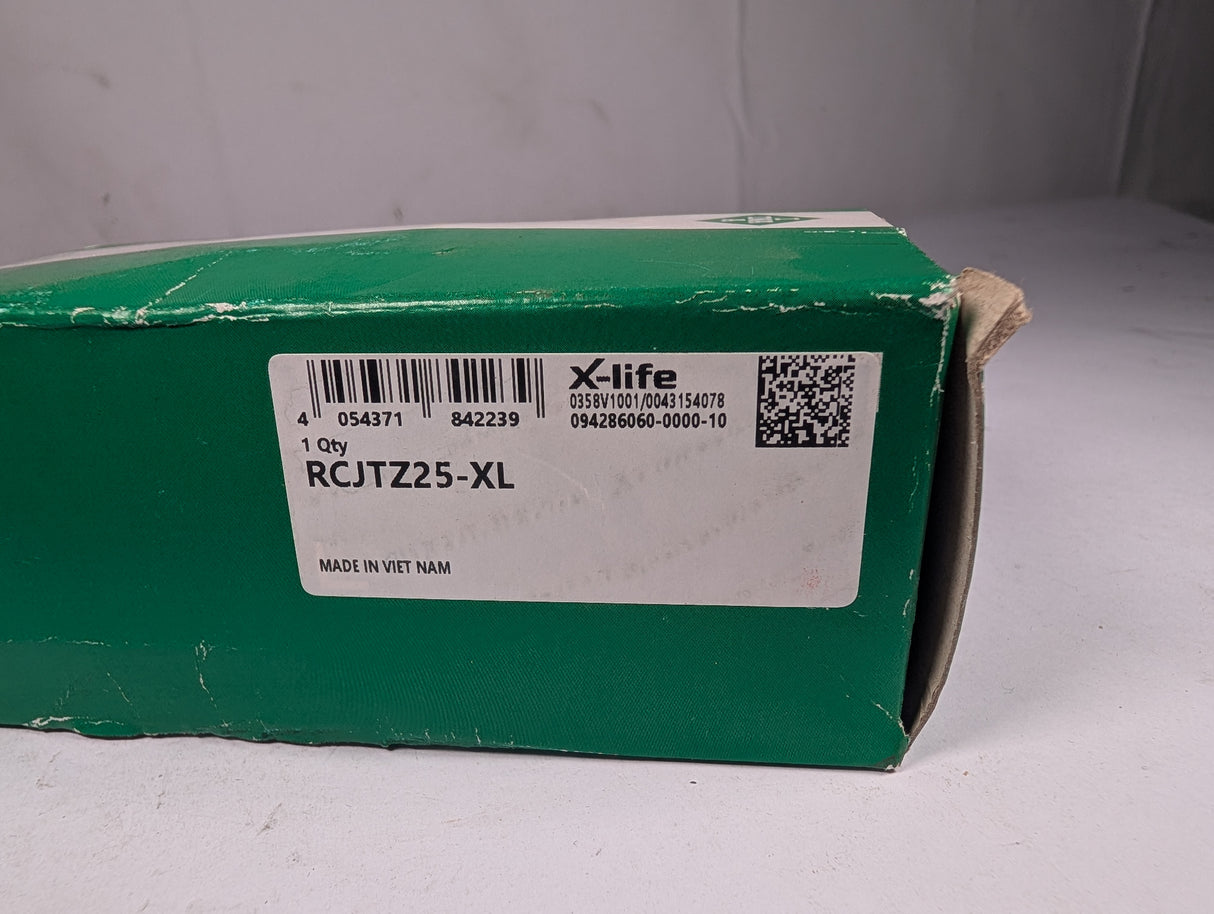 4 054371 842239
X-life
0358V1001/0043154078
094286060-0000-10
1 Qty
RCJTZ25-XL
MADE IN VIET NAM